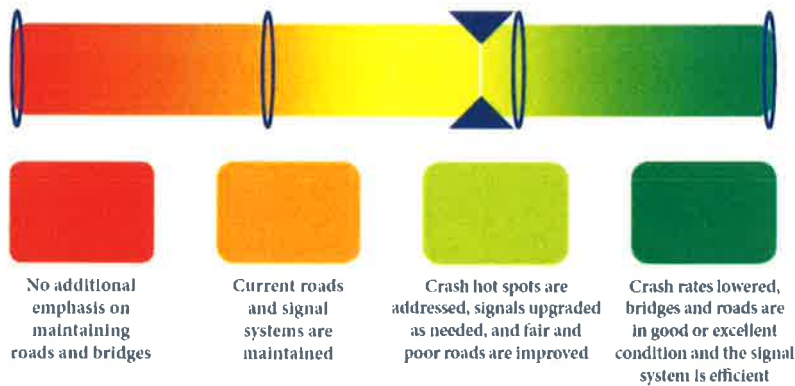 No additional
emphasis on
maintaining
roads and bridges
Current roads
and signal
systems are
maintained
Crash hot spots are
addressed, signals upgraded
as needed, and fair and
poor roads are improved
Crash rates lowered,
bridges and roads are
in good or excellent
condition and the signal
system is efficient